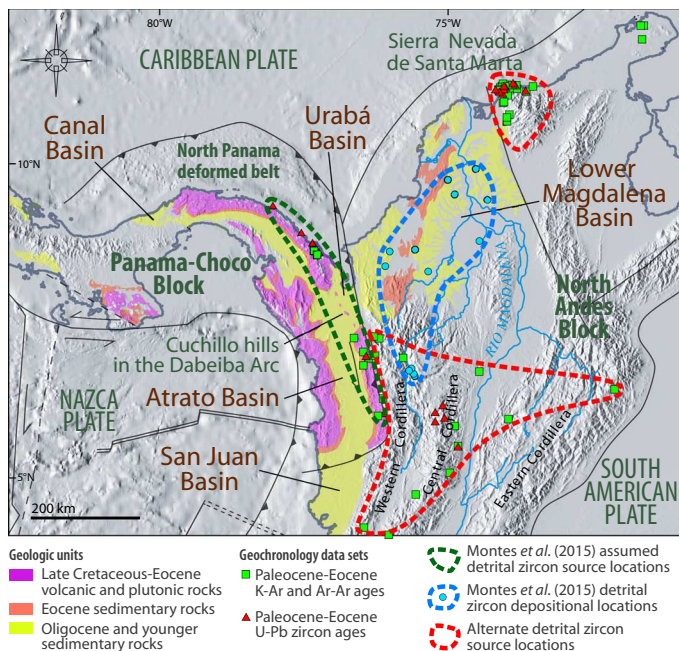 80°W
75°W
CARIBBEAN PLATE
Sierra Nevada
de Santa Marta
Urabá
Basin
Canal
Basin
10°N
North Panama
deformed belt
Lower
Magdalena
Basin
Panama-Choco
Block
North
Andes
Block
RIO MAGDALENA
Cuchillo hills
in the Dabeiba Arc
NAZCA
PLATE
Atrato Basin
Western Cordillera
Central Cordillera
Eastern Cordillera
San Juan
Basin
5°N
SOUTH
AMERICAN
PLATE
200 km
Geologic units
Late Cretaceous-Eocene
volcanic and plutonic rocks
Eocene sedimentary rocks
Oligocene and younger
sedimentary rocks
Geochronology data sets
Paleocene-Eocene
K-Ar and Ar-Ar ages
Paleocene-Eocene
U-Pb zircon ages
Montes et al. (2015) assumed
detrital zircon source locations
Montes et al. (2015) detrital
zircon depositional locations
Alternate detrital zircon
source locations